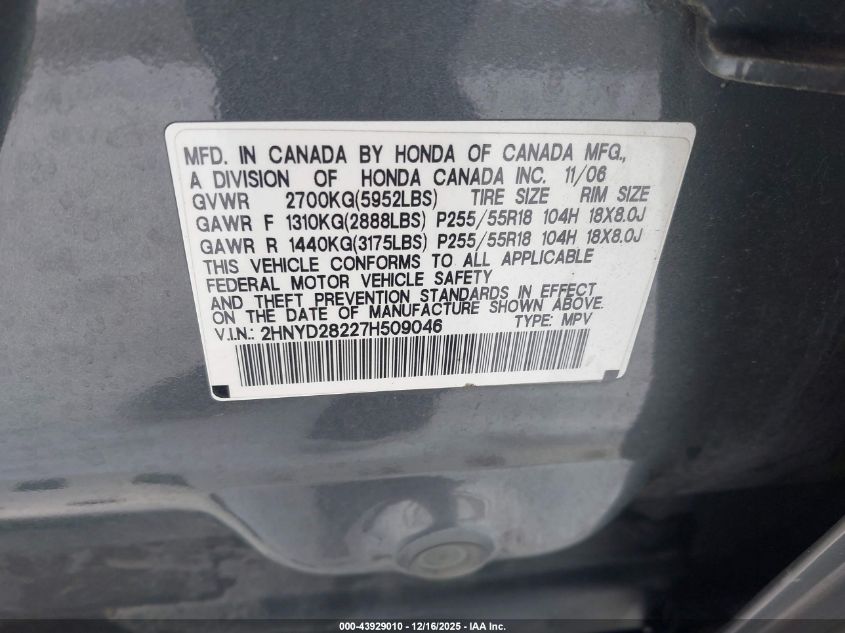 MFD. IN CANADA BY HONDA OF CANADA MFG.,
A DIVISION OF HONDA CANADA INC. 11/06
GVWR 2700KG(5952LBS) TIRE SIZE RIM SIZE
GAWR F 1310KG(2888LBS) P255/55R18 104H 18X8.0J
GAWR R 1440KG(3175LBS) P255/55R18 104H 18X8.0J
THIS VEHICLE CONFORMS TO ALL APPLICABLE
FEDERAL MOTOR VEHICLE SAFETY
AND THEFT PREVENTION STANDARDS IN EFFECT
ON THE DATE OF MANUFACTURE SHOWN ABOVE.
V.I.N.: 2HNYD28227H509046 TYPE: MPV
000-43929010 - 12/16/2025 - IAA Inc.